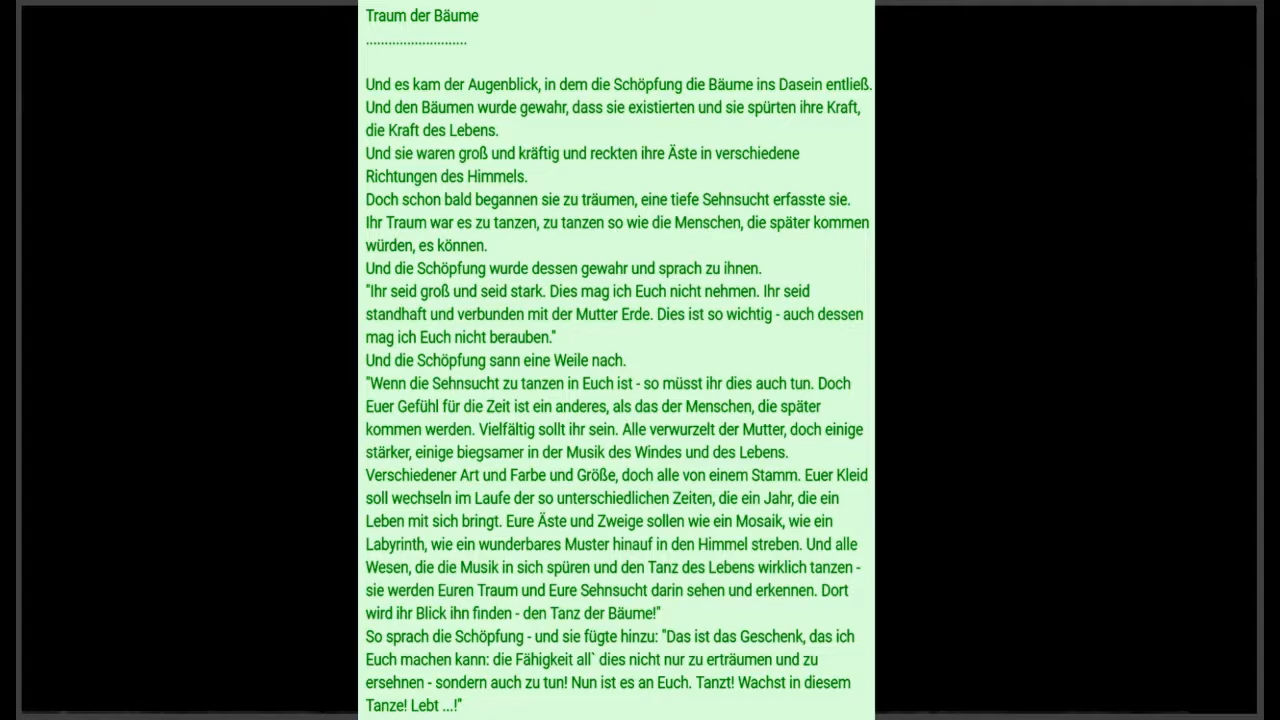 Traum der Bäume
...........................
Und es kam der Augenblick, in dem die Schöpfung die Bäume ins Dasein entließ.
Und den Bäumen wurde gewahr, dass sie existierten und sie spürten ihre Kraft,
die Kraft des Lebens.
Und sie waren groß und kräftig und reckten ihre Äste in verschiedene
Richtungen des Himmels.
Doch schon bald begannen sie zu träumen, eine tiefe Sehnsucht erfasste sie.
Ihr Traum war es zu tanzen, zu tanzen so wie die Menschen, die später kommen
würden, es können.
Und die Schöpfung wurde dessen gewahr und sprach zu ihnen.
"Ihr seid groß und seid stark. Dies mag ich Euch nicht nehmen. Ihr seid
standhaft und verbunden mit der Mutter Erde. Dies ist so wichtig - auch dessen
mag ich Euch nicht berauben."
Und die Schöpfung sann eine Weile nach.
"Wenn die Sehnsucht zu tanzen in Euch ist - so müsst ihr dies auch tun. Doch
Euer Gefühl für die Zeit ist ein anderes, als das der Menschen, die später
kommen werden. Vielfältig sollt ihr sein. Alle verwurzelt der Mutter, doch einige
stärker, einige biegsamer in der Musik des Windes und des Lebens.
Verschiedener Art und Farbe und Größe, doch alle von einem Stamm. Euer Kleid
soll wechseln im Laufe der so unterschiedlichen Zeiten, die ein Jahr, die ein
Leben mit sich bringt. Eure Äste und Zweige sollen wie ein Mosaik, wie ein
Labyrinth, wie ein wunderbares Muster hinauf in den Himmel streben. Und alle
Wesen, die die Musik in sich spüren und den Tanz des Lebens wirklich tanzen -
sie werden Euren Traum und Eure Sehnsucht darin sehen und erkennen. Dort
wird ihr Blick ihn finden - den Tanz der Bäume!"
So sprach die Schöpfung - und sie fügte hinzu: "Das ist das Geschenk, das ich
Euch machen kann: die Fähigkeit all` dies nicht nur zu erträumen und zu
ersehnen - sondern auch zu tun! Nun ist es an Euch. Tanzt! Wachst in diesem
Tanze! Lebt ...!"